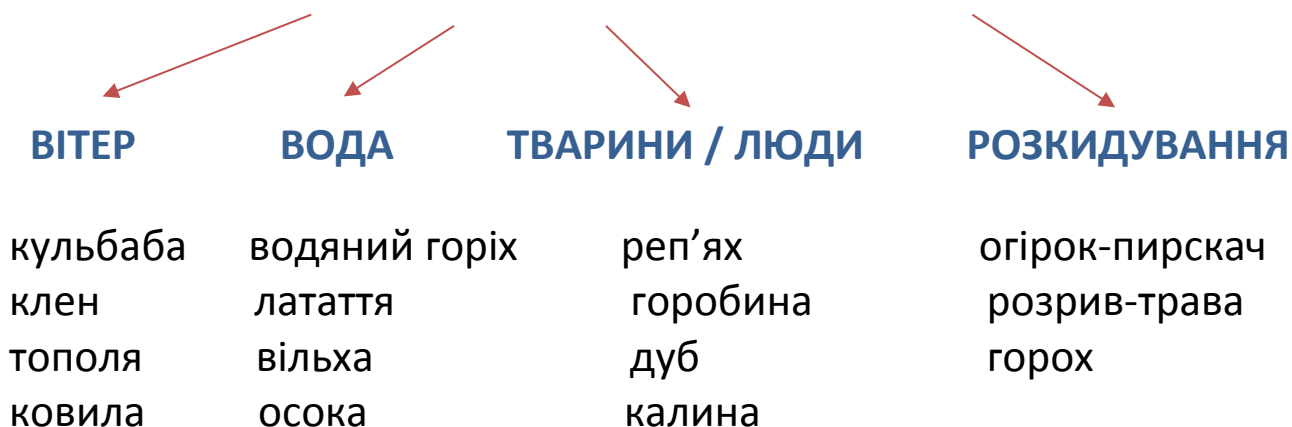 ВІТЕР ВОДА ТВАРИНИ / ЛЮДИ РОЗКИДУВАННЯ
кульбаба водяний горіх реп’ях огірок-пирскач
клен латаття горобина розрив-трава
тополя вільха дуб горох
ковила осока калина